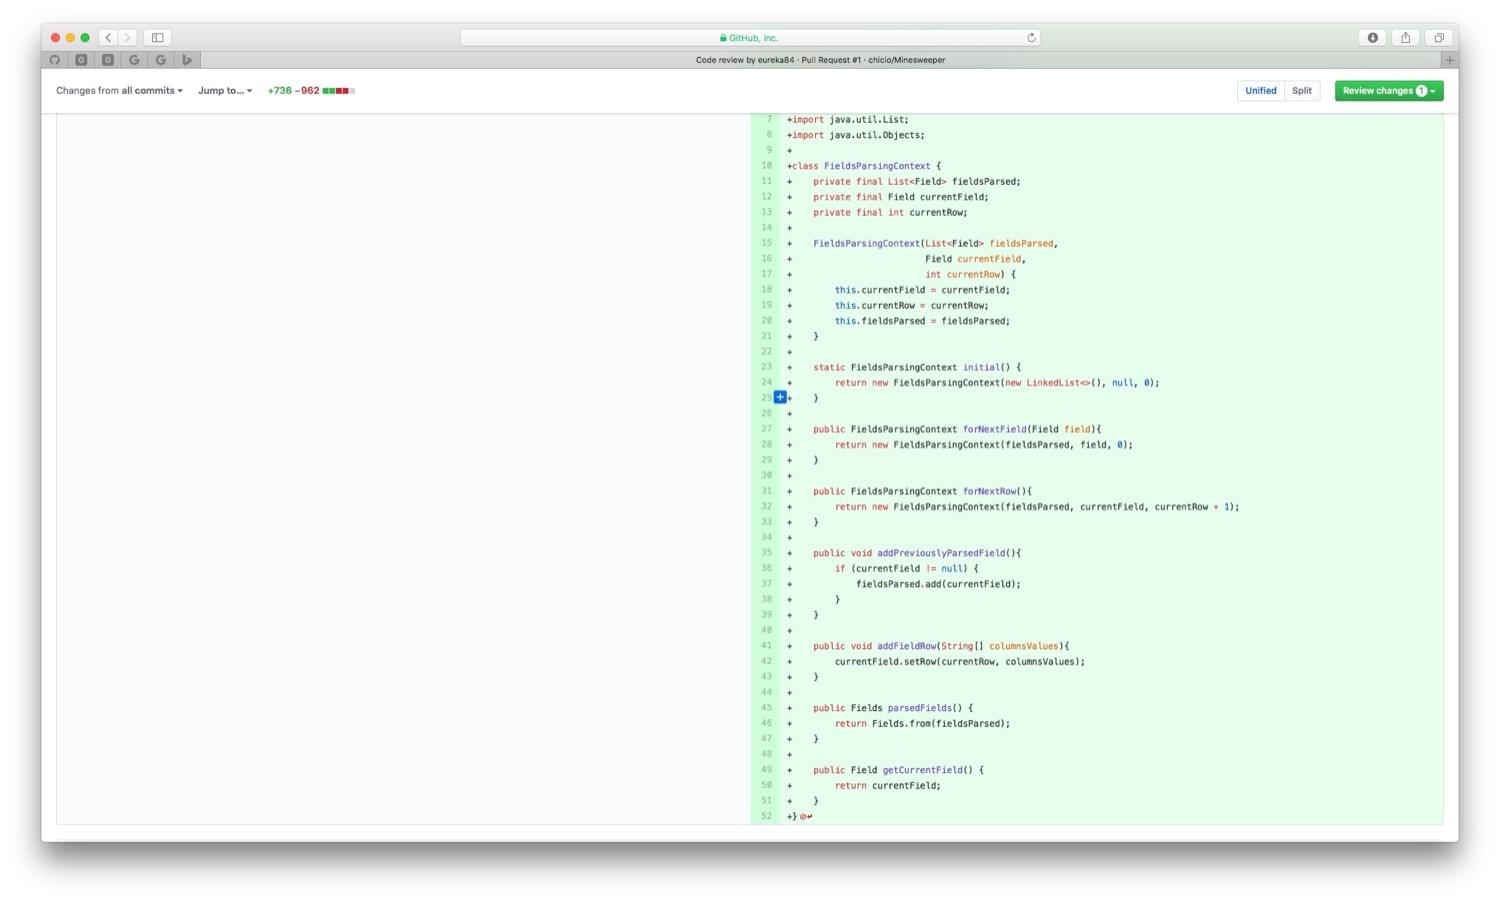 GitHub, Inc.
Code review by eureka84 · Pull Request #1 · chicio/Minesweeper
Changes from all commits Jump to... +736 −962 Unified Split Review changes 1
7 +import java.util.List;
8 +import java.util.Objects;
9 +
10 +class FieldsParsingContext {
11 + private final List<Field> fieldsParsed;
12 + private final Field currentField;
13 + private final int currentRow;
14 +
15 + FieldsParsingContext(List<Field> fieldsParsed,
16 + Field currentField,
17 + int currentRow) {
18 + this.currentField = currentField;
19 + this.currentRow = currentRow;
20 + this.fieldsParsed = fieldsParsed;
21 + }
22 +
23 + static FieldsParsingContext initial() {
24 + return new FieldsParsingContext(new LinkedList<>(), null, 0);
25 + }
26 +
27 + public FieldsParsingContext forNextField(Field field){
28 + return new FieldsParsingContext(fieldsParsed, field, 0);
29 + }
30 +
31 + public FieldsParsingContext forNextRow(){
32 + return new FieldsParsingContext(fieldsParsed, currentField, currentRow + 1);
33 + }
34 +
35 + public void addPreviouslyParsedField(){
36 + if (currentField != null) {
37 + fieldsParsed.add(currentField);
38 + }
39 + }
40 +
41 + public void addFieldRow(String[] columnsValues){
42 + currentField.setRow(currentRow, columnsValues);
43 + }
44 +
45 + public Fields parsedFields() {
46 + return Fields.from(fieldsParsed);
47 + }
48 +
49 + public Field getCurrentField() {
50 + return currentField;
51 + }
52 +}